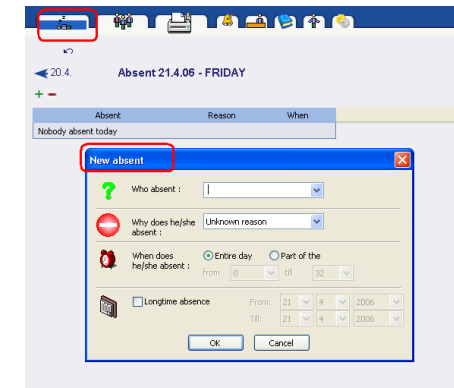 20.4. Absent 21.4.06 - FRIDAY
Absent Reason When
Nobody absent today
New absent
Who absent :
Why does he/she absent : Unknown reason
When does he/she absent : Entire day Part of the
from 0 till 32
Longtime absence From: 21 4 2006
Till: 21 4 2006
OK Cancel